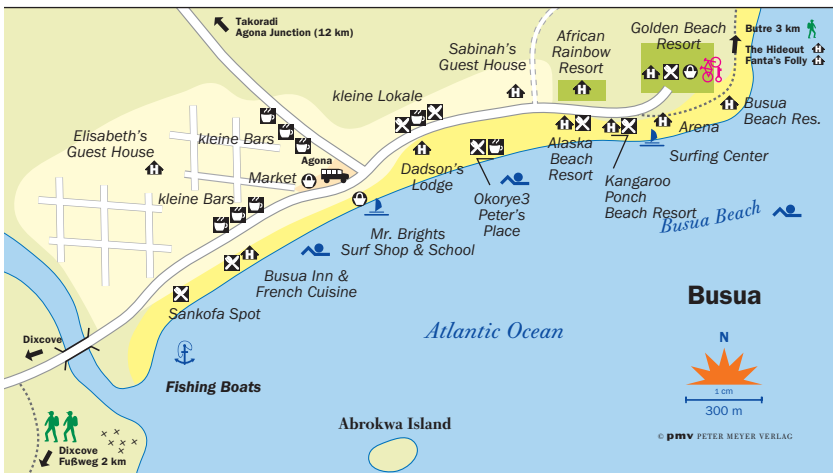 Takoradi
Agona Junction (12 km)
Sabinah's
Guest House
African
Rainbow
Resort
Golden Beach
Resort
Butre 3 km
The Hideout
Fanta's Folly
kleine Lokale
Busua
Beach Res.
Elisabeth's
Guest House
kleine Bars
Agona
Market
Arena
Surfing Center
Alaska
Beach
Resort
Dadson's
Lodge
Kangaroo
Ponch
Beach Resort
kleine Bars
Okorye3
Peter's
Place
Busua Beach
Mr. Brights
Surf Shop & School
Busua Inn &
French Cuisine
Sankofa Spot
Busua
Atlantic Ocean
N
Dixcove
Fishing Boats
1 cm
300 m
Abrokwa Island
© pmv PETER MEYER VERLAG
Dixcove
Fußweg 2 km